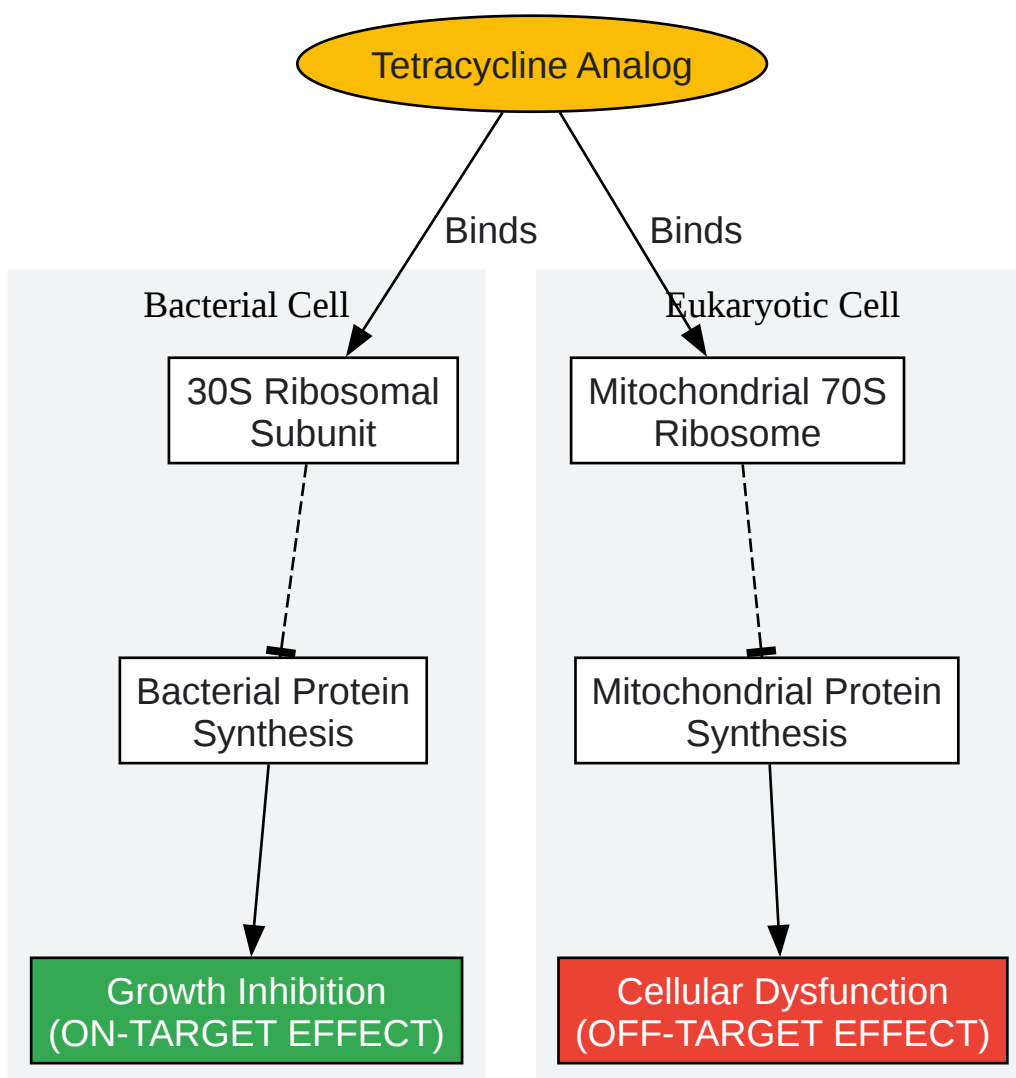 Tetracycline Analog
Binds
Binds
Bacterial Cell
Eukaryotic Cell
30S Ribosomal
Subunit
Mitochondrial 70S
Ribosome
Bacterial Protein
Synthesis
Mitochondrial Protein
Synthesis
Growth Inhibition
(ON-TARGET EFFECT)
Cellular Dysfunction
(OFF-TARGET EFFECT)